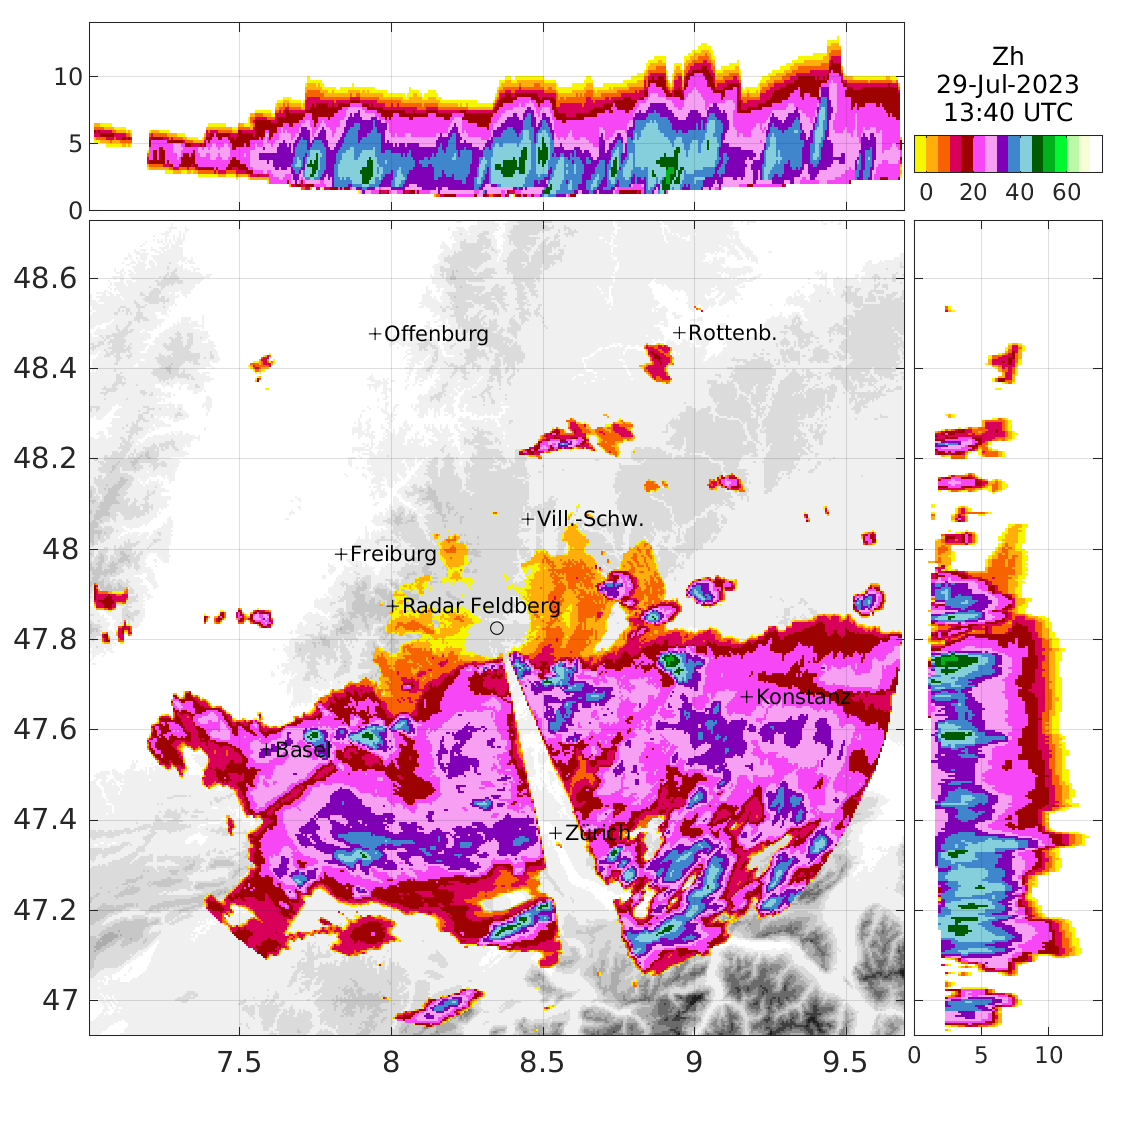 10
5
0
Zh
29-Jul-2023
13:40 UTC
0 20 40 60
48.6
48.4
48.2
48
47.8
47.6
47.4
47.2
47
+Offenburg
+Rottenb.
+Vill.-Schw.
+Freiburg
+Radar Feldberg
+Konstanz
+Basel
+Zürich
7.5 8 8.5 9 9.5
0 5 10